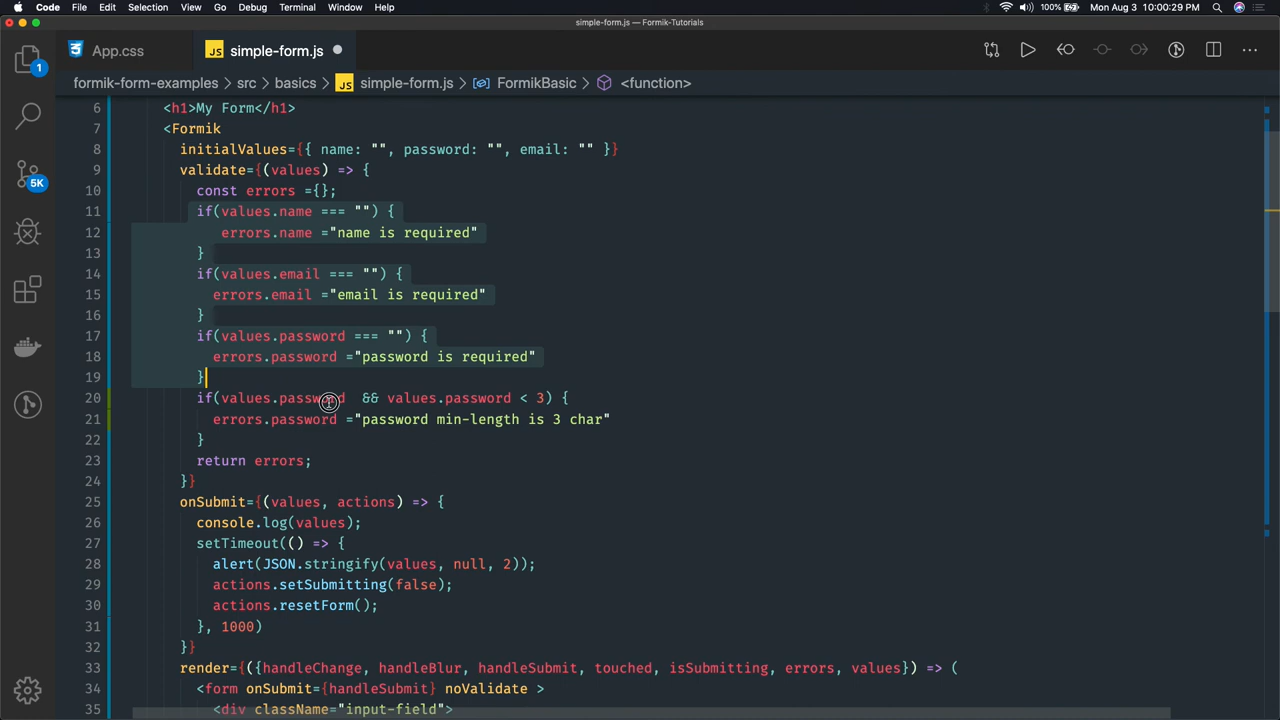 Code File Edit Selection View Go Debug Terminal Window Help 100% Mon Aug 3 10:00:29 PM
simple-form.js — Formik-Tutorials
App.css JS simple-form.js
formik-form-examples > src > basics > JS simple-form.js > FormikBasic > <function>
1
5K
6 <h1>My Form</h1>
7 <Formik
8 initialValues={{ name: "", password: "", email: "" }}
9 validate={(values) => {
10 const errors ={};
11 if(values.name === "") {
12 errors.name ="name is required"
13 }
14 if(values.email === "") {
15 errors.email ="email is required"
16 }
17 if(values.password === "") {
18 errors.password ="password is required"
19 }
20 if(values.password && values.password < 3) {
21 errors.password ="password min-length is 3 char"
22 }
23 return errors;
24 }}
25 onSubmit={(values, actions) => {
26 console.log(values);
27 setTimeout(() => {
28 alert(JSON.stringify(values, null, 2));
29 actions.setSubmitting(false);
30 actions.resetForm();
31 }, 1000)
32 }}
33 render={({handleChange, handleBlur, handleSubmit, touched, isSubmitting, errors, values}) => (
34 <form onSubmit={handleSubmit} noValidate >
35 <div className="input-field">